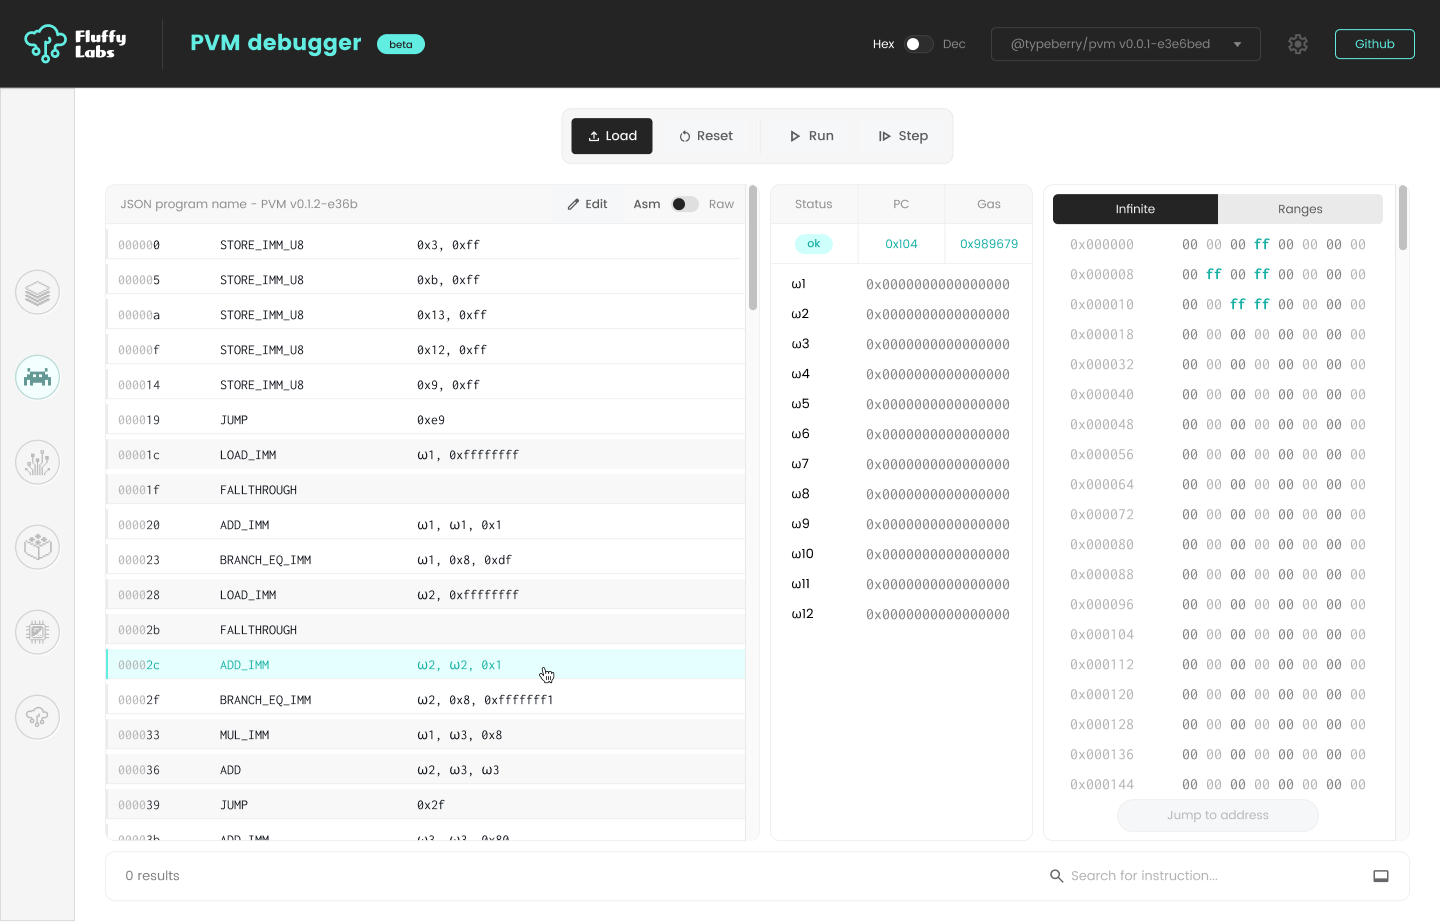 Fluffy Labs
PVM debugger beta
Hex Dec
@typeberry/pvm v0.0.1-e3e6bed
Github
Load Reset Run Step
JSON program name - PVM v0.1.2-e36b Edit Asm Raw
000000 STORE_IMM_U8 0x3, 0xff
000005 STORE_IMM_U8 0xb, 0xff
00000a STORE_IMM_U8 0x13, 0xff
00000f STORE_IMM_U8 0x12, 0xff
000014 STORE_IMM_U8 0x9, 0xff
000019 JUMP 0xe9
00001c LOAD_IMM ω1, 0xffffffff
00001f FALLTHROUGH
000020 ADD_IMM ω1, ω1, 0x1
000023 BRANCH_EQ_IMM ω1, 0x8, 0xdf
000028 LOAD_IMM ω2, 0xffffffff
00002b FALLTHROUGH
00002c ADD_IMM ω2, ω2, 0x1
00002f BRANCH_EQ_IMM ω2, 0x8, 0xfffffff1
000033 MUL_IMM ω1, ω3, 0x8
000036 ADD ω2, ω3, ω3
000039 JUMP 0x2f
00003b ADD_IMM ω3, ω3, 0x80
Status PC Gas
ok 0x104 0x989679
ω1 0x0000000000000000
ω2 0x0000000000000000
ω3 0x0000000000000000
ω4 0x0000000000000000
ω5 0x0000000000000000
ω6 0x0000000000000000
ω7 0x0000000000000000
ω8 0x0000000000000000
ω9 0x0000000000000000
ω10 0x0000000000000000
ω11 0x0000000000000000
ω12 0x0000000000000000
Infinite Ranges
0x000000 00 00 00 ff 00 00 00 00
0x000008 00 ff 00 ff 00 00 00 00
0x000010 00 00 ff ff 00 00 00 00
0x000018 00 00 00 00 00 00 00 00
0x000032 00 00 00 00 00 00 00 00
0x000040 00 00 00 00 00 00 00 00
0x000048 00 00 00 00 00 00 00 00
0x000056 00 00 00 00 00 00 00 00
0x000064 00 00 00 00 00 00 00 00
0x000072 00 00 00 00 00 00 00 00
0x000080 00 00 00 00 00 00 00 00
0x000088 00 00 00 00 00 00 00 00
0x000096 00 00 00 00 00 00 00 00
0x000104 00 00 00 00 00 00 00 00
0x000112 00 00 00 00 00 00 00 00
0x000120 00 00 00 00 00 00 00 00
0x000128 00 00 00 00 00 00 00 00
0x000136 00 00 00 00 00 00 00 00
0x000144 00 00 00 00 00 00 00 00
Jump to address
0 results
Search for instruction...